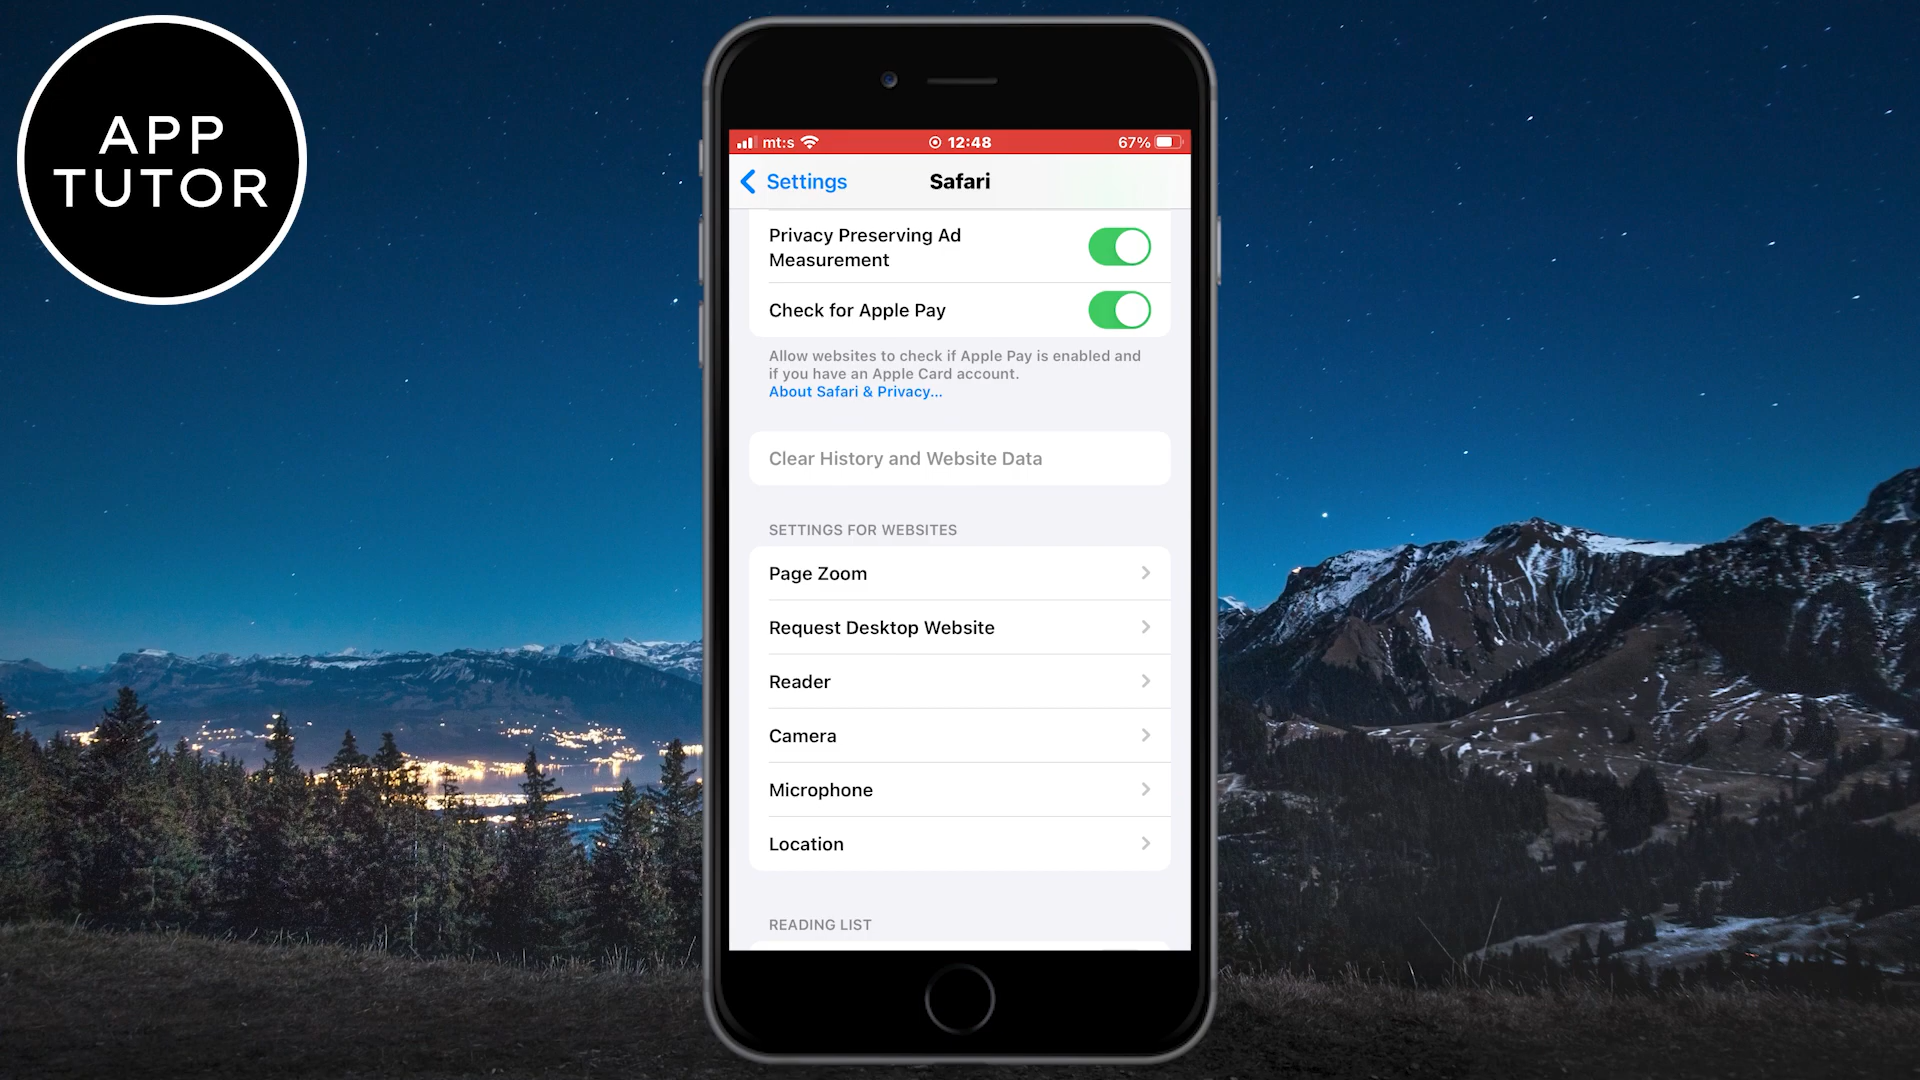 APP
TUTOR
mt:s
12:48
67%
Settings
Safari
Privacy Preserving Ad
Measurement
Check for Apple Pay
Allow websites to check if Apple Pay is enabled and
if you have an Apple Card account.
About Safari & Privacy...
Clear History and Website Data
SETTINGS FOR WEBSITES
Page Zoom
Request Desktop Website
Reader
Camera
Microphone
Location
READING LIST